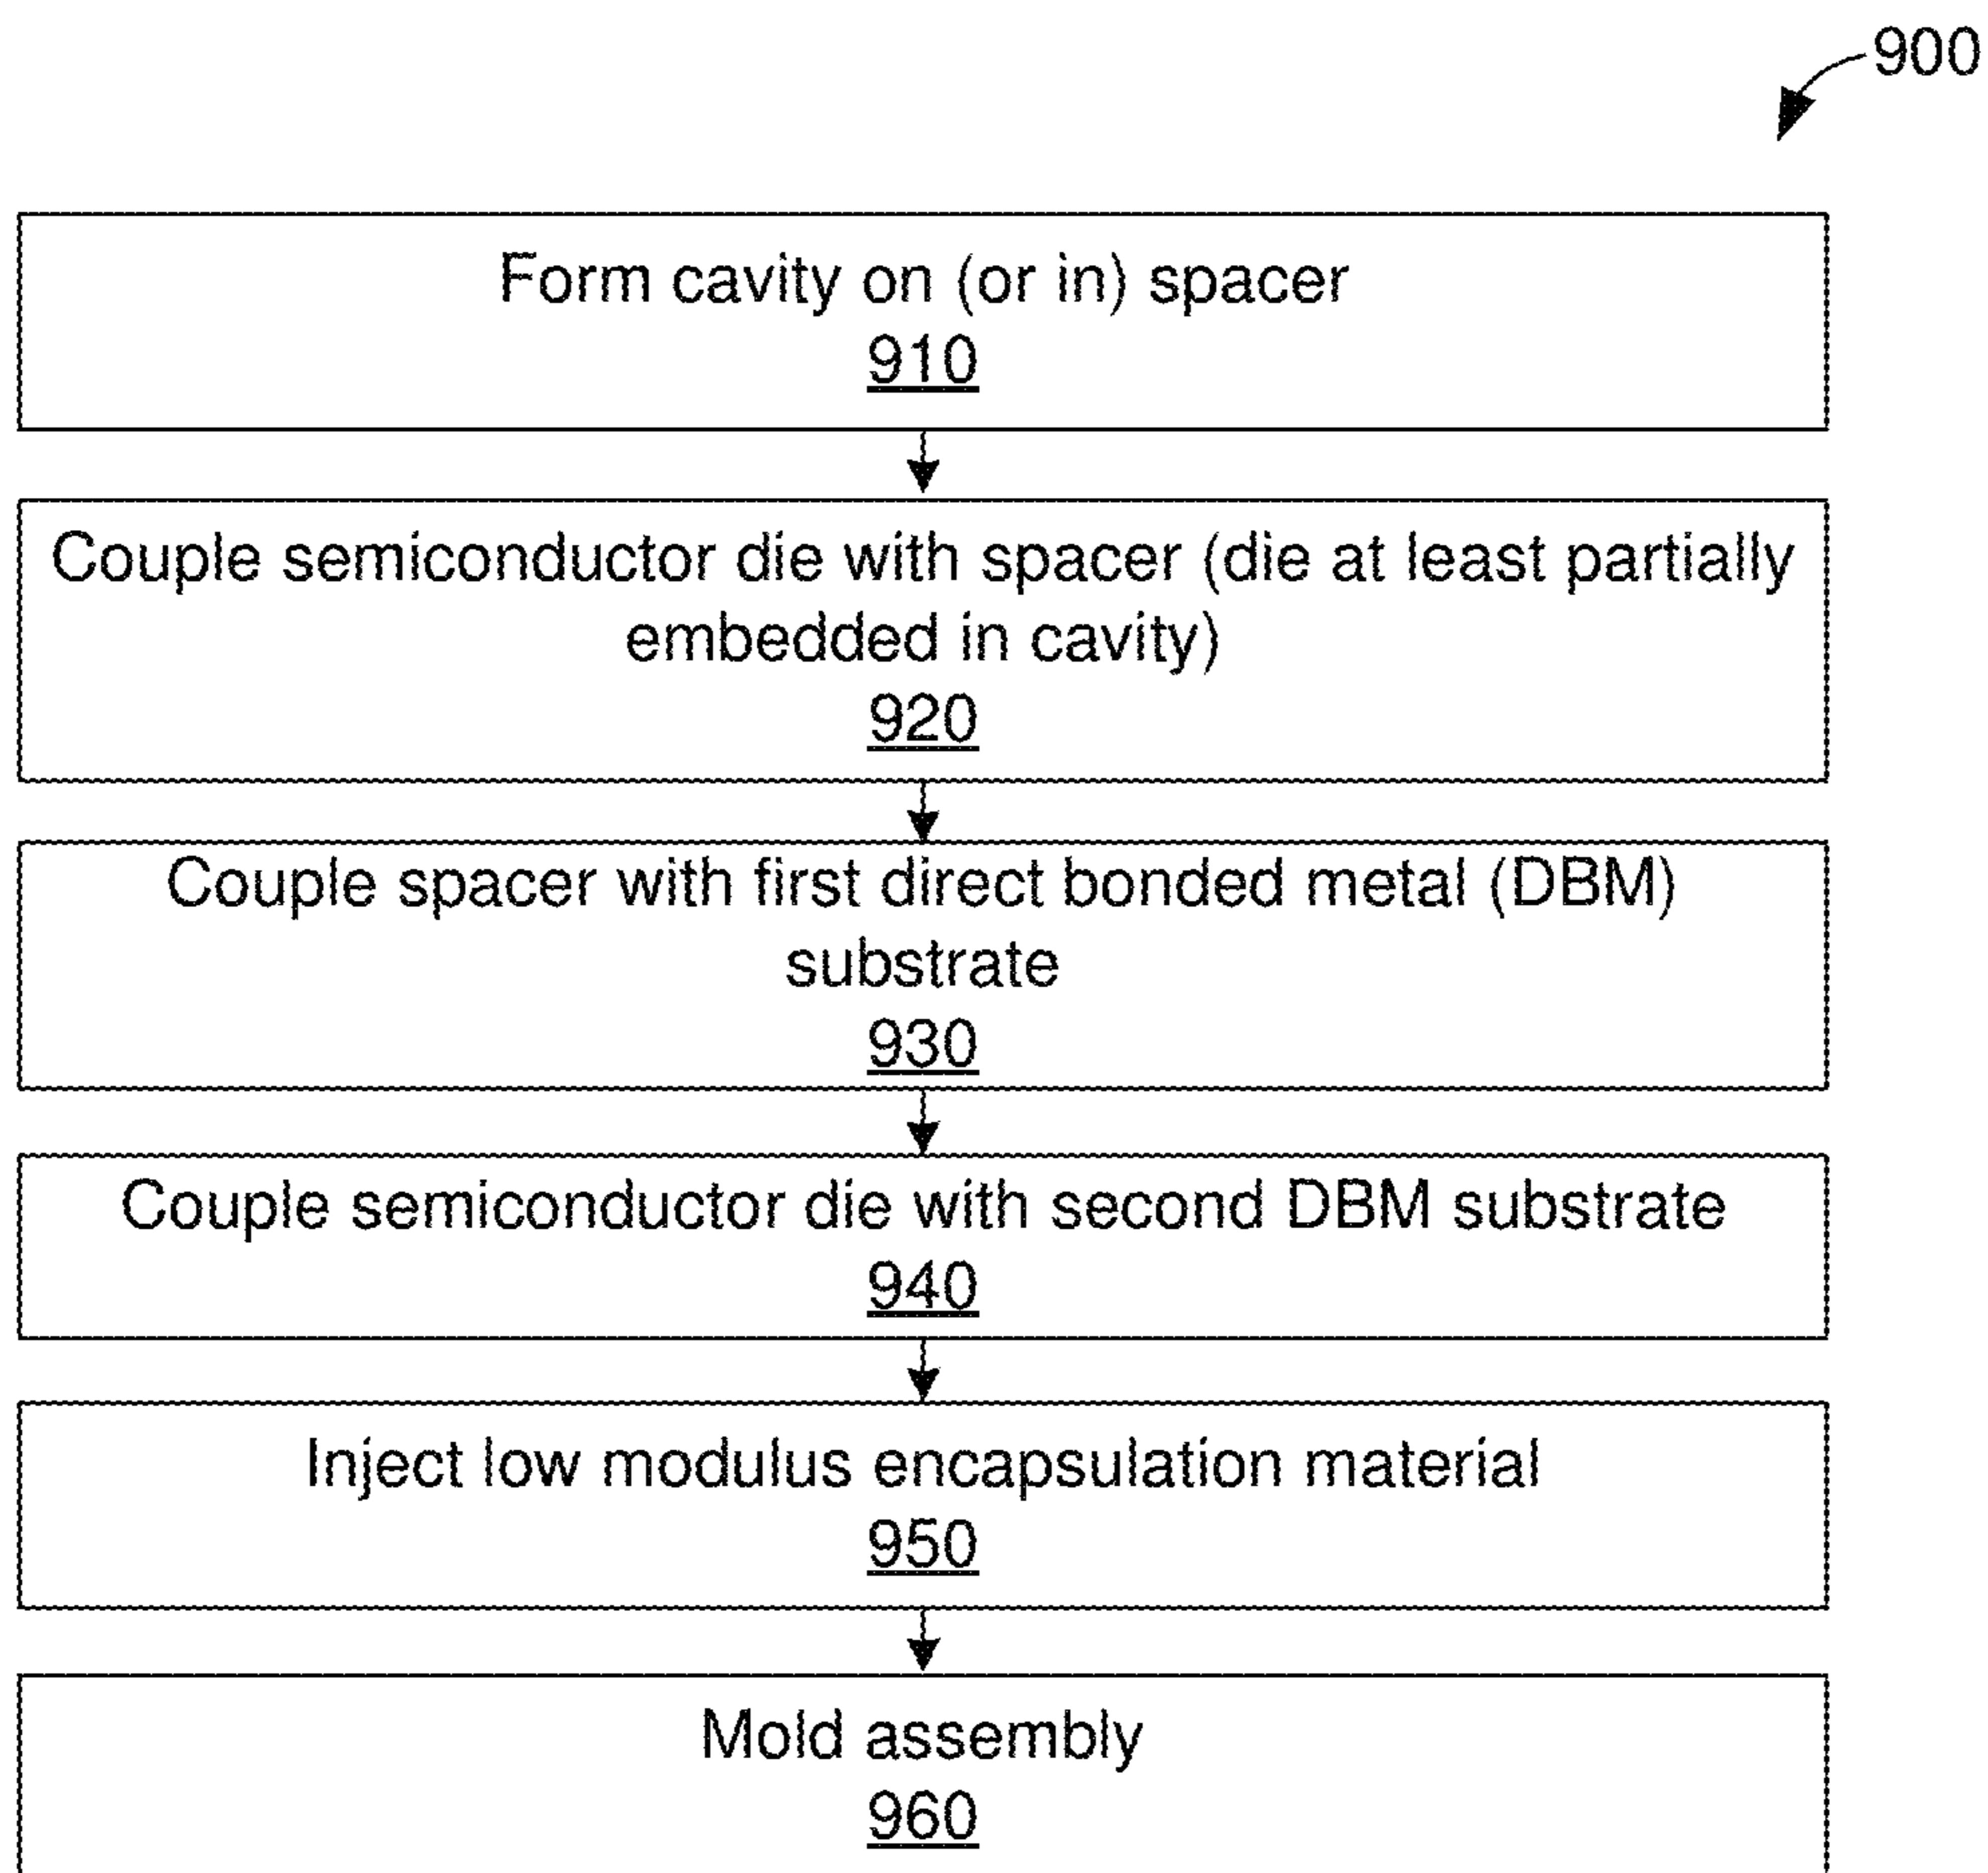 900
Form cavity on (or in) spacer
910
Couple semiconductor die with spacer (die at least partially
embedded in cavity)
920
Couple spacer with first direct bonded metal (DBM)
substrate
930
Couple semiconductor die with second DBM substrate
940
Inject low modulus encapsulation material
950
Mold assembly
960